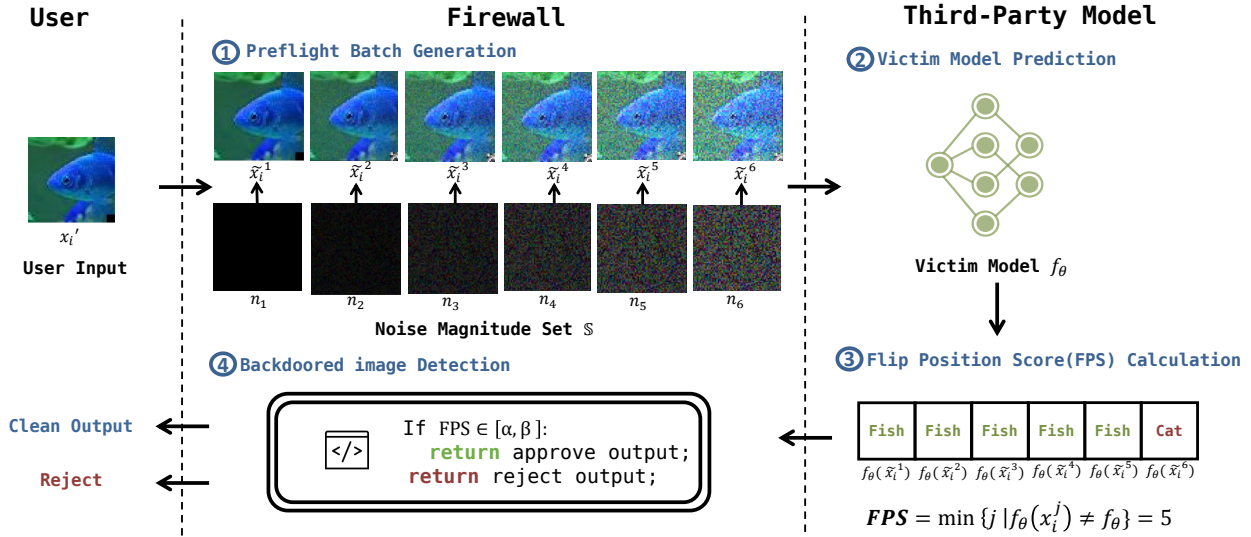 User
Firewall
Third-Party Model
① Preflight Batch Generation
② Victim Model Prediction
x̃ᵢ¹ x̃ᵢ² x̃ᵢ³ x̃ᵢ⁴ x̃ᵢ⁵ x̃ᵢ⁶
xᵢ′
User Input
n₁ n₂ n₃ n₄ n₅ n₆
Noise Magnitude Set 𝕊
Victim Model f_θ
④ Backdoored image Detection
③ Flip Position Score(FPS) Calculation
Clean Output
Reject
</>
If FPS ∈ [α, β]:
return approve output;
return reject output;
Fish Fish Fish Fish Fish Cat
f_θ(x̃ᵢ¹) f_θ(x̃ᵢ²) f_θ(x̃ᵢ³) f_θ(x̃ᵢ⁴) f_θ(x̃ᵢ⁵) f_θ(x̃ᵢ⁶)
FPS = min {j |f_θ(xᵢʲ) ≠ f_θ} = 5